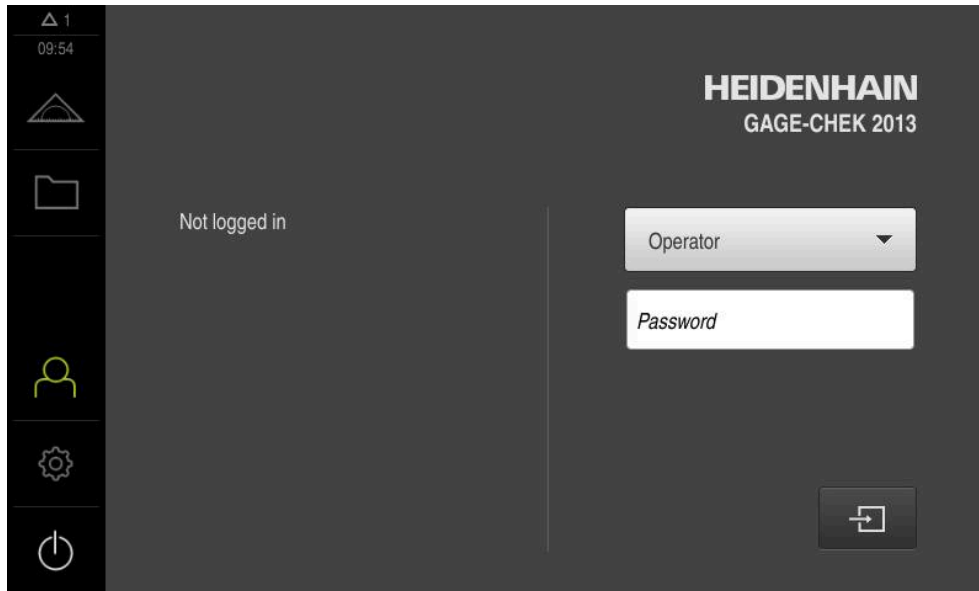 1
09:54
HEIDENHAIN
GAGE-CHEK 2013
Not logged in
Operator
Password